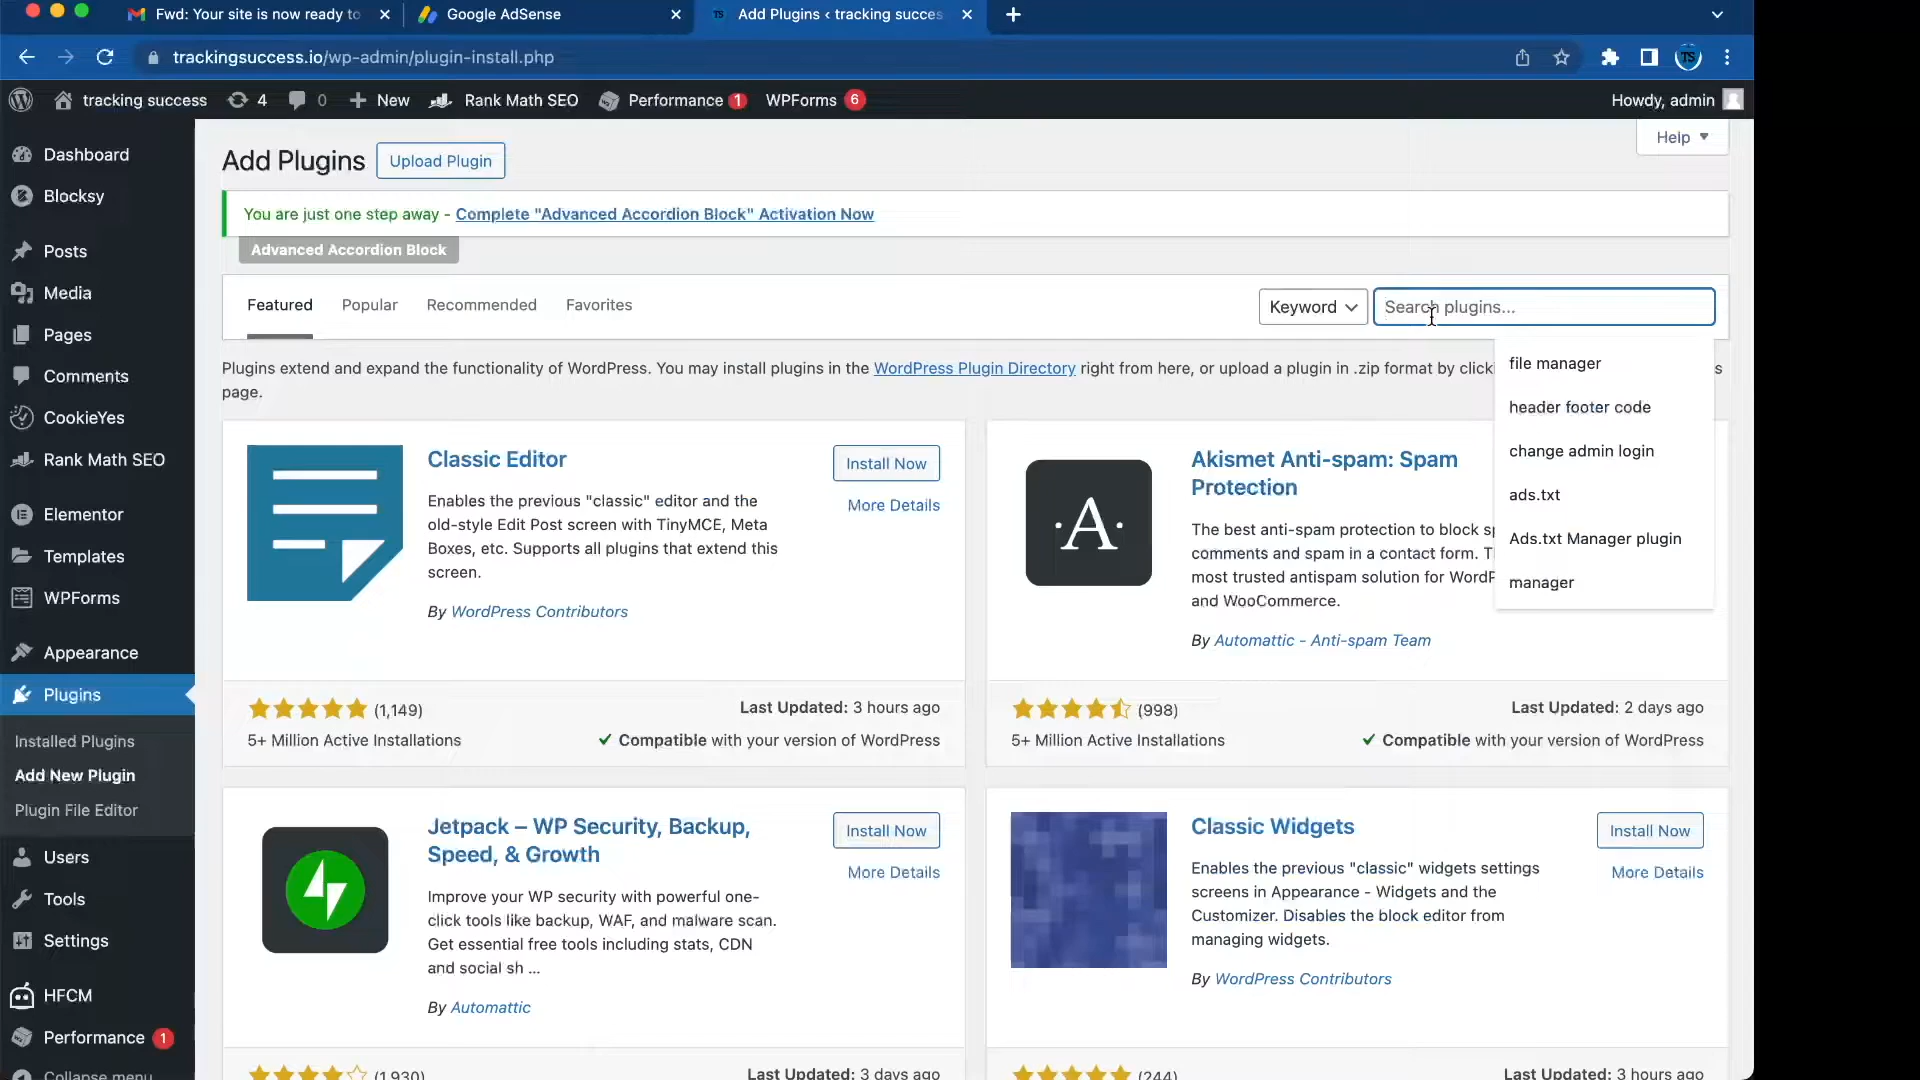 Fwd: Your site is now ready to
Google AdSense
Add Plugins ‹ tracking succes
trackingsuccess.io/wp-admin/plugin-install.php
tracking success
4
0
New
Rank Math SEO
Performance 1
WPForms 6
Howdy, admin
Dashboard
Blocksy
Posts
Media
Pages
Comments
CookieYes
Rank Math SEO
Elementor
Templates
WPForms
Appearance
Plugins
Installed Plugins
Add New Plugin
Plugin File Editor
Users
Tools
Settings
HFCM
Performance 1
Collapse menu
Help
Add Plugins
Upload Plugin
You are just one step away - Complete "Advanced Accordion Block" Activation Now
Advanced Accordion Block
Featured
Popular
Recommended
Favorites
Keyword
Search plugins...
file manager
header footer code
change admin login
ads.txt
Ads.txt Manager plugin
manager
Plugins extend and expand the functionality of WordPress. You may install plugins in the WordPress Plugin Directory right from here, or upload a plugin in .zip format by click s
page.
Classic Editor
Install Now
More Details
Enables the previous "classic" editor and the
old-style Edit Post screen with TinyMCE, Meta
Boxes, etc. Supports all plugins that extend this
screen.
By WordPress Contributors
(1,149)
Last Updated: 3 hours ago
5+ Million Active Installations
Compatible with your version of WordPress
·A·
Akismet Anti-spam: Spam
Protection
The best anti-spam protection to block sp
comments and spam in a contact form. T
most trusted antispam solution for WordP
and WooCommerce.
By Automattic - Anti-spam Team
(998)
Last Updated: 2 days ago
5+ Million Active Installations
Compatible with your version of WordPress
Jetpack – WP Security, Backup,
Speed, & Growth
Install Now
More Details
Improve your WP security with powerful one-
click tools like backup, WAF, and malware scan.
Get essential free tools including stats, CDN
and social sh ...
By Automattic
(1,930)
Last Updated: 3 days ago
Classic Widgets
Install Now
More Details
Enables the previous "classic" widgets settings
screens in Appearance - Widgets and the
Customizer. Disables the block editor from
managing widgets.
By WordPress Contributors
(244)
Last Updated: 3 hours ago